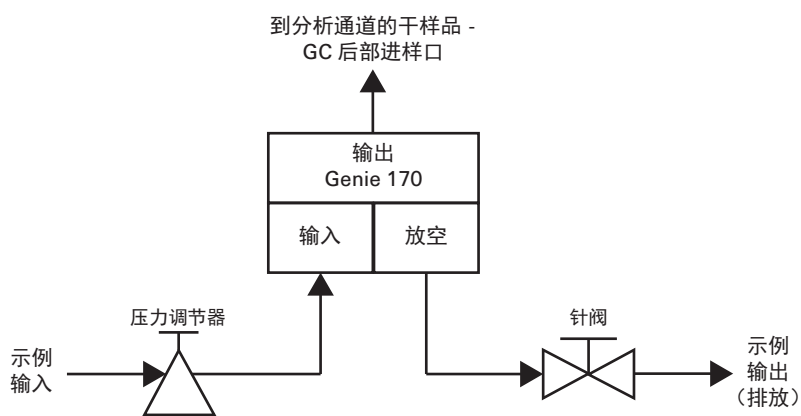 到分析通道的干样品 -
GC 后部进样口
输出
Genie 170
输入
放空
压力调节器
针阀
示例
输入
示例
输出
（排放）